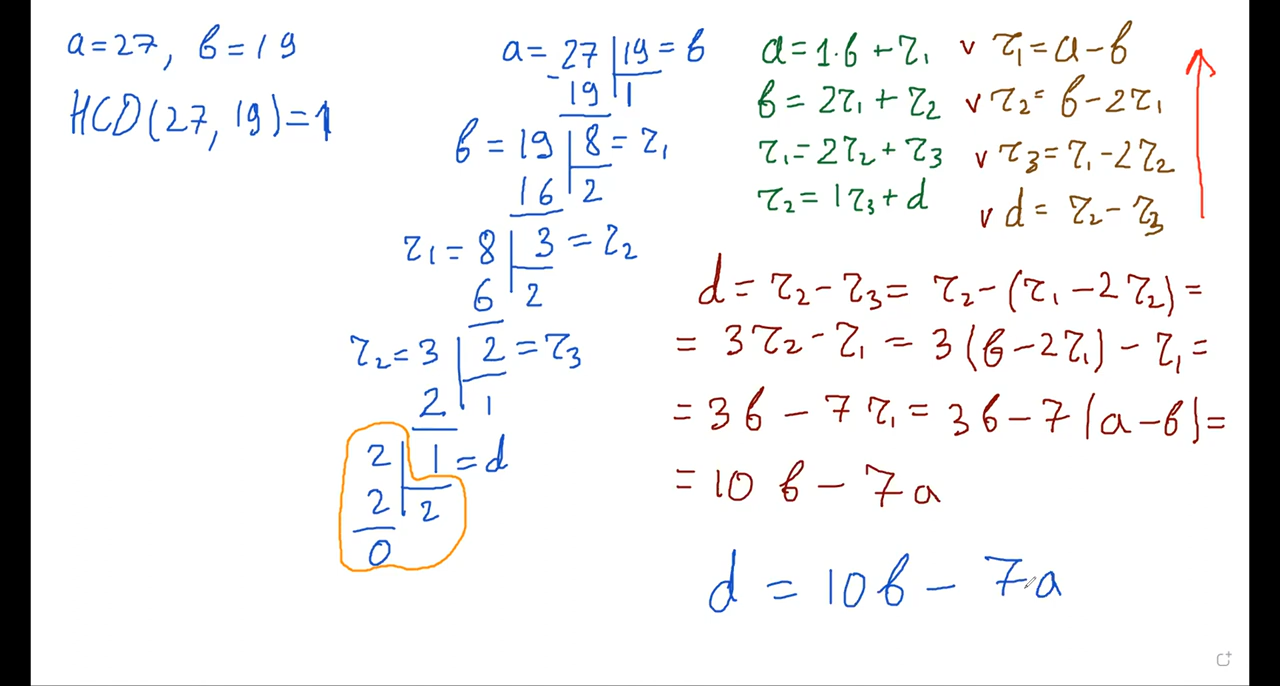 a=27, b=19
НСD(27, 19)=1
a= 27 19 =b
-19 1
b = 19 8 = r₁
16 2
r₁ = 8 3 = r₂
6 2
r₂=3 2 = r₃
2 1
2 1 = d
2 2
0
a=1·b+r₁ v r₁=a-b
b=2r₁+r₂ v r₂=b-2r₁
r₁=2r₂+r₃ v r₃=r₁-2r₂
r₂=1r₃+d v d= r₂-r₃
d = r₂-r₃= r₂-(r₁-2r₂)=
= 3r₂-r₁ = 3(b-2r₁)-r₁=
=3b-7r₁=3b-7(a-b)=
=10b-7a
d = 10b - 7a